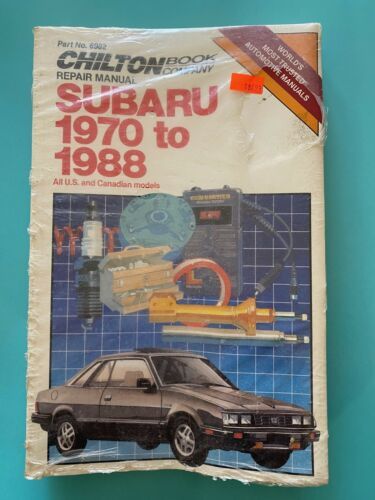 Part No. 6982
CHILTON BOOK COMPANY
REPAIR MANUAL
WORLD'S
MOST TRUSTED
AUTOMOTIVE MANUALS
SUBARU
1970 to
1988
All U.S. and Canadian models